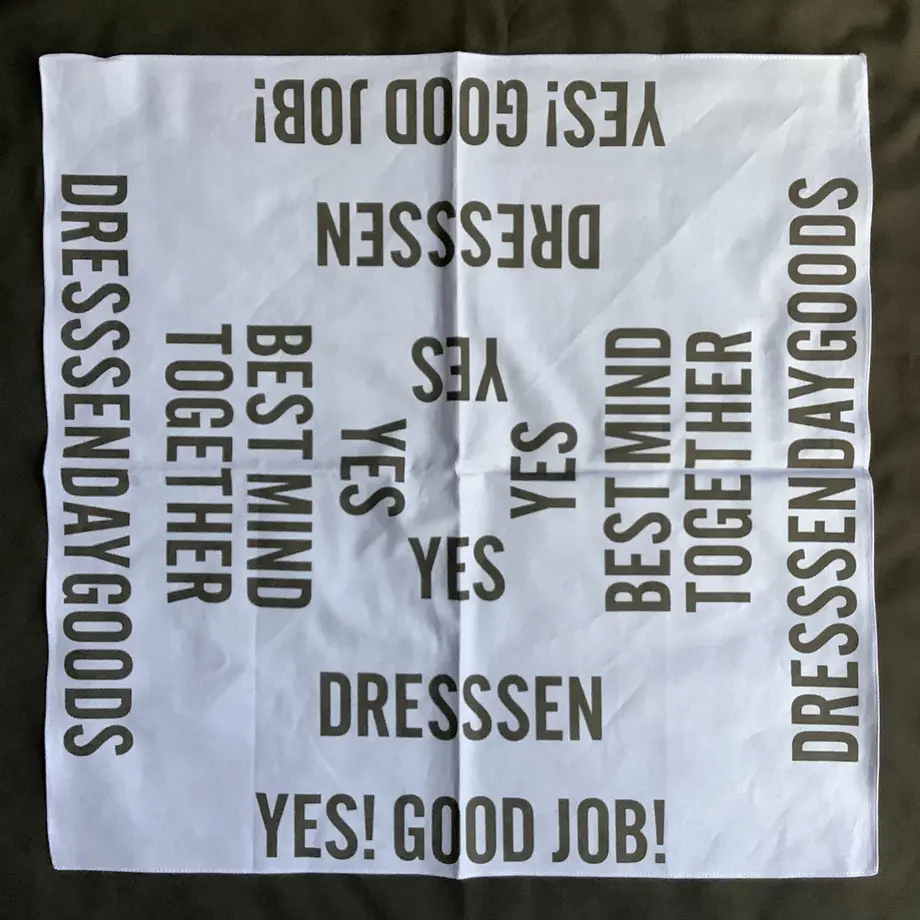 YES! GOOD JOB!
DRESSSEN
YES
DRESSSENDAYGOODS
BEST MIND
TOGETHER
YES
YES
BEST MIND
TOGETHER
DRESSSENDAYGOODS
YES
DRESSSEN
YES! GOOD JOB!